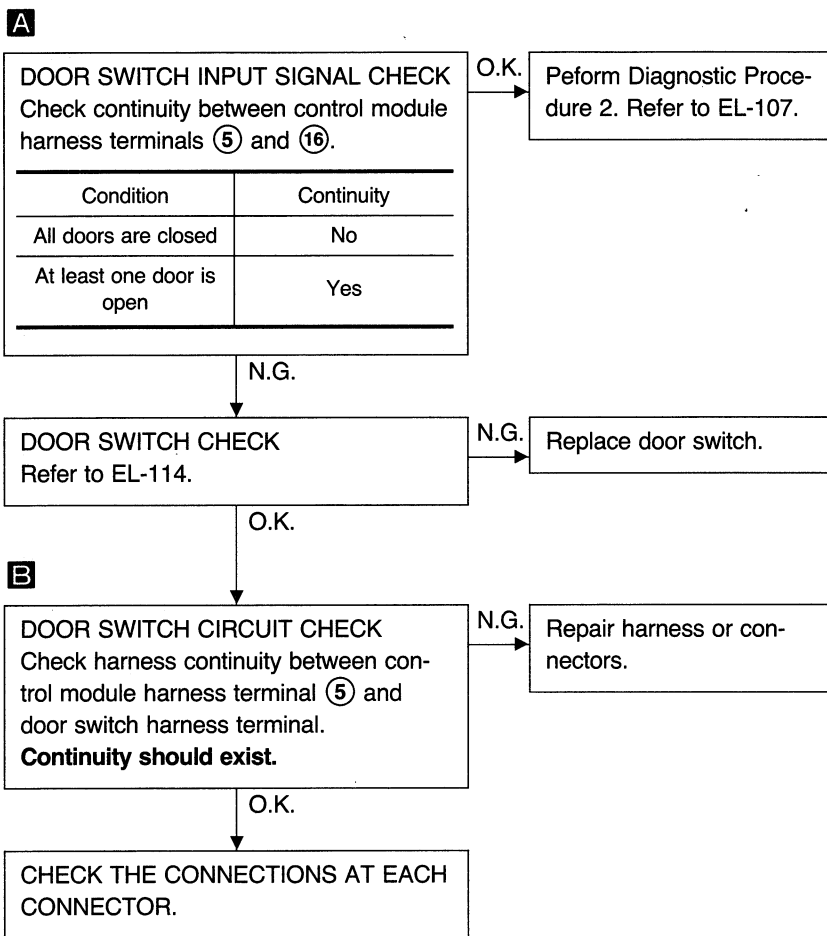 A
DOOR SWITCH INPUT SIGNAL CHECK
Check continuity between control module
harness terminals ⑤ and ⑯.
Condition Continuity
All doors are closed No
At least one door is
open
Yes
O.K.
Peform Diagnostic Proce-
dure 2. Refer to EL-107.
N.G.
DOOR SWITCH CHECK
Refer to EL-114.
N.G.
Replace door switch.
O.K.
B
DOOR SWITCH CIRCUIT CHECK
Check harness continuity between con-
trol module harness terminal ⑤ and
door switch harness terminal.
Continuity should exist.
N.G.
Repair harness or con-
nectors.
O.K.
CHECK THE CONNECTIONS AT EACH
CONNECTOR.